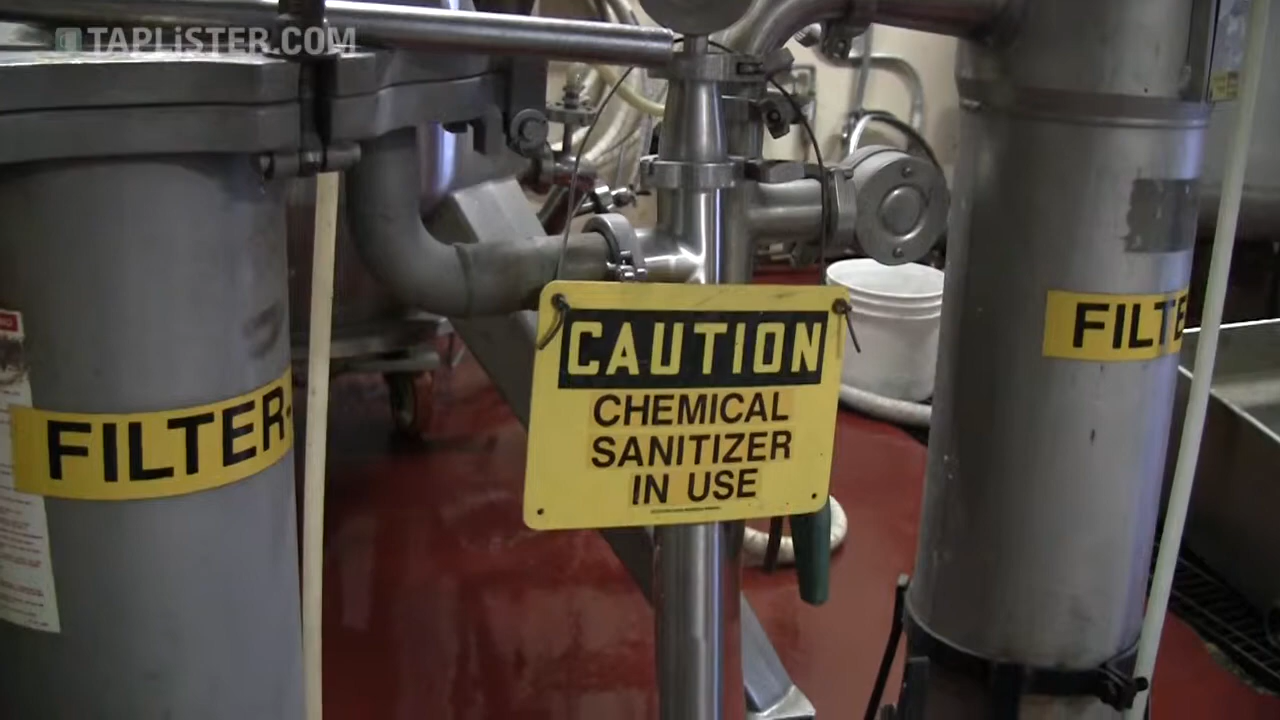 TAPLISTER.COM
CAUTION
CHEMICAL
SANITIZER
IN USE
FILTER-
FILTE